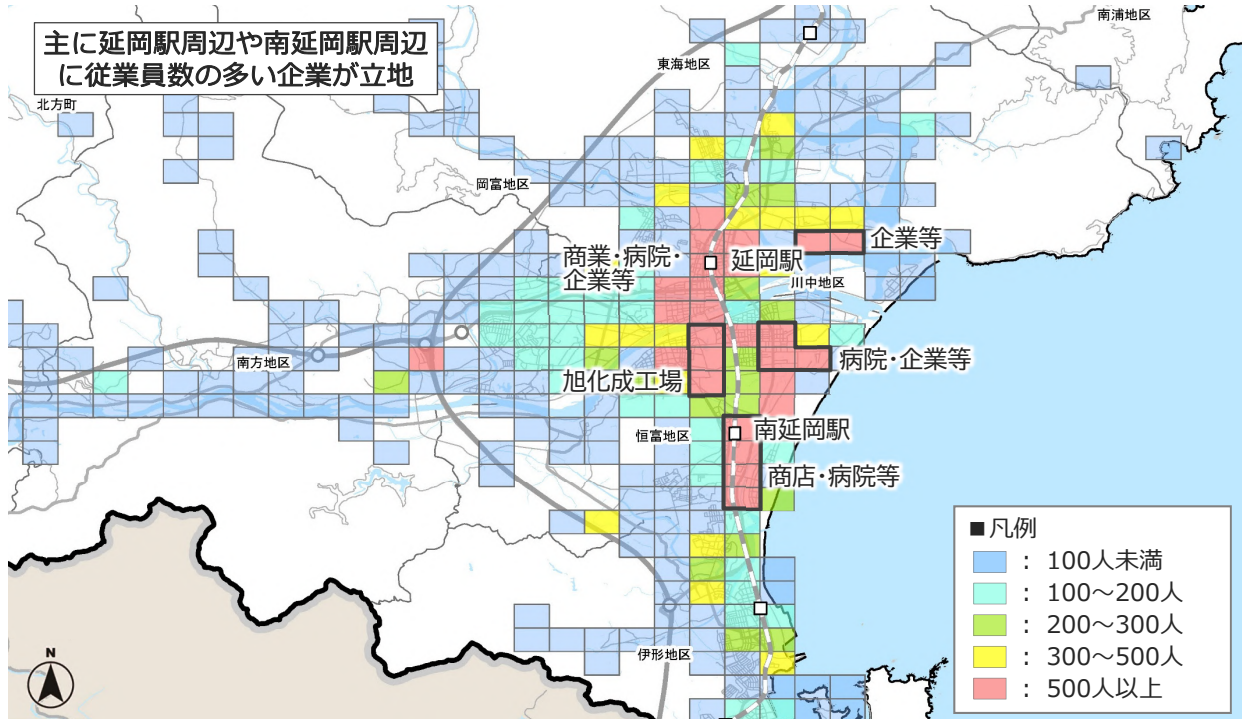 主に延岡駅周辺や南延岡駅周辺
に従業員数の多い企業が立地
南浦地区
東海地区
北方町
岡富地区
企業等
商業・病院・
企業等
延岡駅
川中地区
南方地区
病院・企業等
旭化成工場
恒富地区
南延岡駅
商店・病院等
伊形地区
N
■凡例
：100人未満
：100～200人
：200～300人
：300～500人
：500人以上